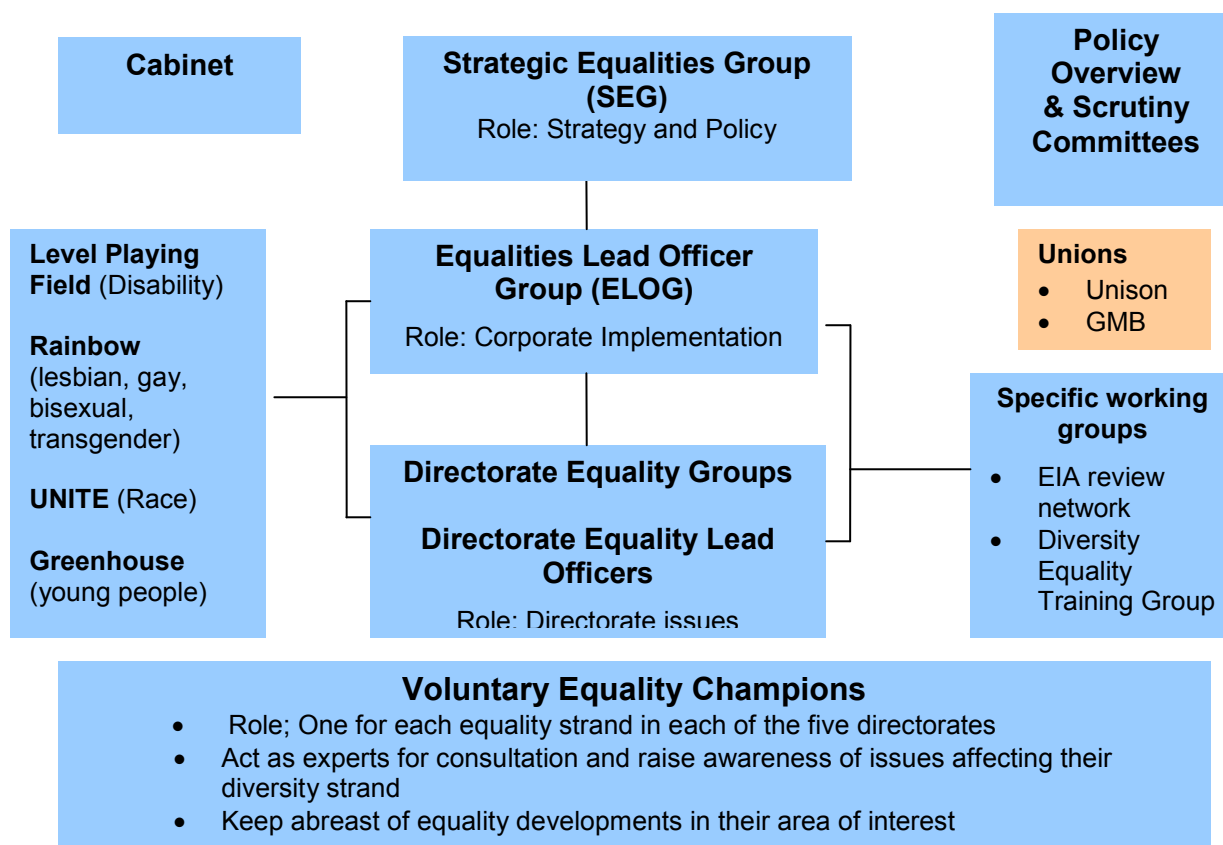 Cabinet
Strategic Equalities Group
(SEG)
Role: Strategy and Policy
Policy
Overview
& Scrutiny
Committees
Level Playing
Field (Disability)
Rainbow
(lesbian, gay,
bisexual,
transgender)
UNITE (Race)
Greenhouse
(young people)
Equalities Lead Officer
Group (ELOG)
Role: Corporate Implementation
Unions
• Unison
• GMB
Directorate Equality Groups
Directorate Equality Lead
Officers
Role: Directorate issues
Specific working
groups
• EIA review
network
• Diversity
Equality
Training Group
Voluntary Equality Champions
• Role; One for each equality strand in each of the five directorates
• Act as experts for consultation and raise awareness of issues affecting their
diversity strand
• Keep abreast of equality developments in their area of interest